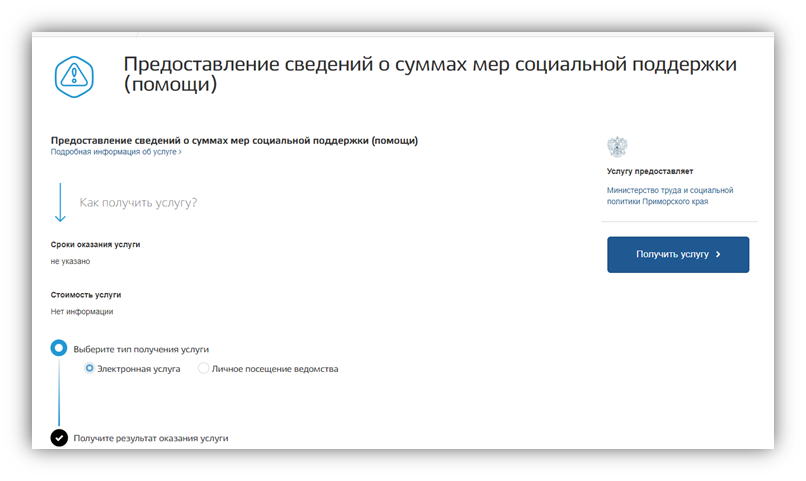 Предоставление сведений о суммах мер социальной поддержки
(помощи)
Предоставление сведений о суммах мер социальной поддержки (помощи)
Подробная информация об услуге ›
Как получить услугу?
Сроки оказания услуги
не указано
Стоимость услуги
Нет информации
Выберите тип получения услуги
Электронная услуга
Личное посещение ведомства
Получите результат оказания услуги
Услугу предоставляет
Министерство труда и социальной
политики Приморского края
Получить услугу ›